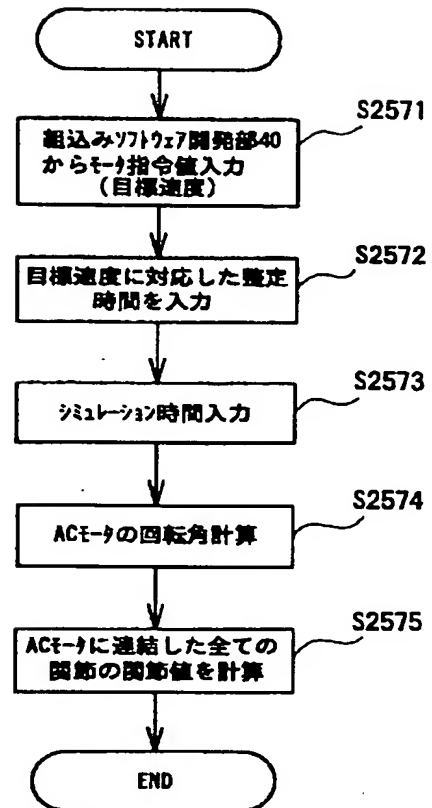 START
S2571
組込みソフトウェア開発部40
からモータ指令値入力
(目標速度)
S2572
目標速度に対応した整定
時間を入力
S2573
シミュレーション時間入力
S2574
ACモータの回転角計算
S2575
ACモータに連結した全ての
関節の関節値を計算
END